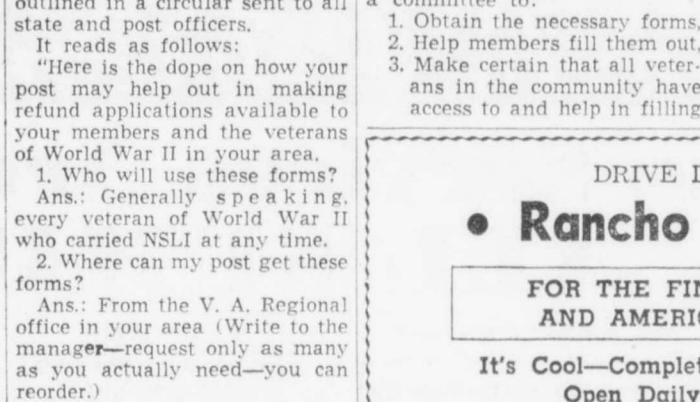 outlined in a circular sent to all
state and post officers.
It reads as follows:
"Here is the dope on how your
post may help out in making
refund applications available to
your members and the veterans
of World War II in your area.
1. Who will use these forms?
Ans.: Generally speaking,
every veteran of World War II
who carried NSLI at any time.
2. Where can my post get these
forms?
Ans.: From the V. A. Regional
office in your area (Write to the
manager—request only as many
as you actually need—you can
reorder.)
a committee to:
1. Obtain the necessary forms,
2. Help members fill them out,
3. Make certain that all veter-
ans in the community have
access to and help in filling
DRIVE
• Rancho
FOR THE
AND
It's Cool—
Open Daily